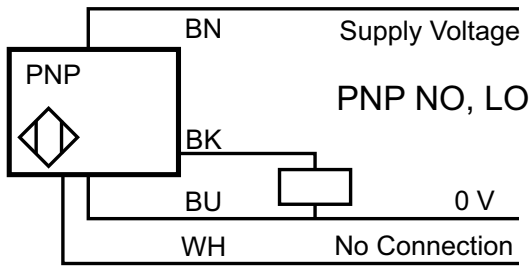 BN Supply Voltage
PNP
PNP NO, LO
BK
BU 0 V
WH No Connection